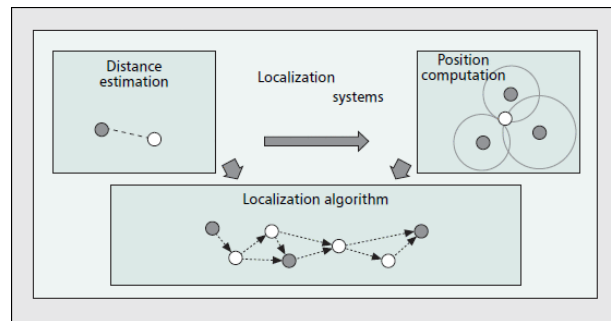 Distance
estimation
Localization
systems
Position
computation
Localization algorithm